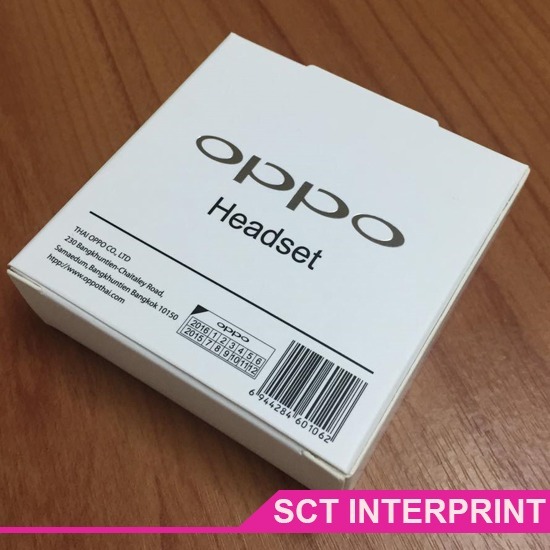 oppo
Headset
THAI OPPO CO., LTD
230 Bangkhuntien-Chaitaley Road,
Samaedum, Bangkhuntien Bangkok 10150
htpp://www.oppothai.com
oppo
2016 1 2 3 4 5 6
2015 7 8 9 10 11 12
6 944284 601062
SCT INTERPRINT